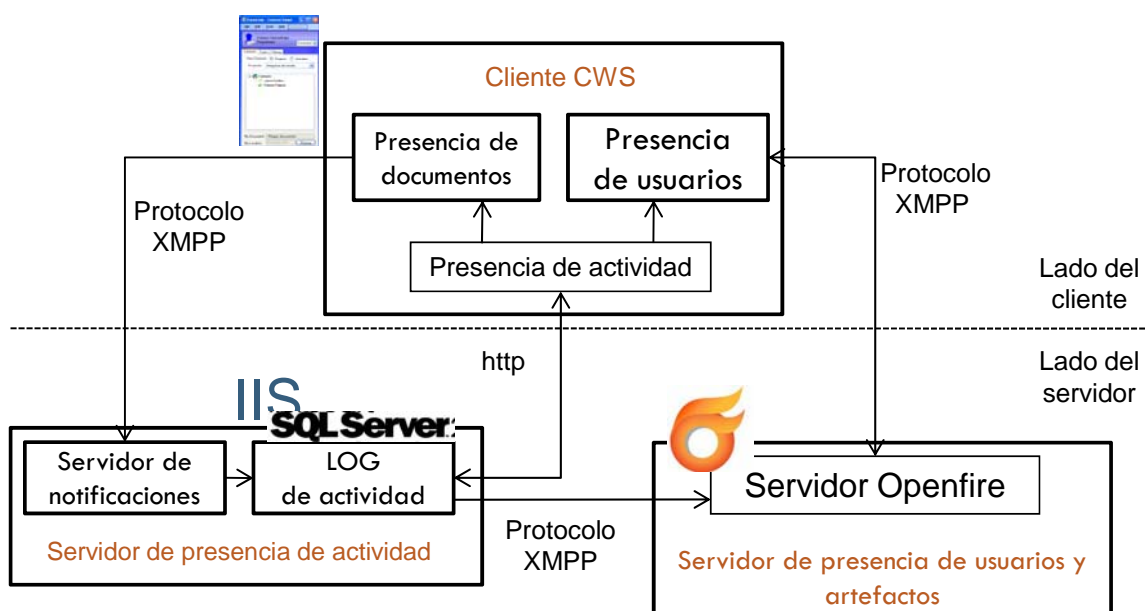 Cliente CWS
Presencia de
documentos
Presencia
de usuarios
Protocolo
XMPP
Protocolo
XMPP
Presencia de actividad
Lado del
cliente
http
Lado del
servidor
IIS
SQL Server
Servidor de
notificaciones
LOG
de actividad
Servidor Openfire
Protocolo
XMPP
Servidor de presencia de actividad
Servidor de presencia de usuarios y
artefactos